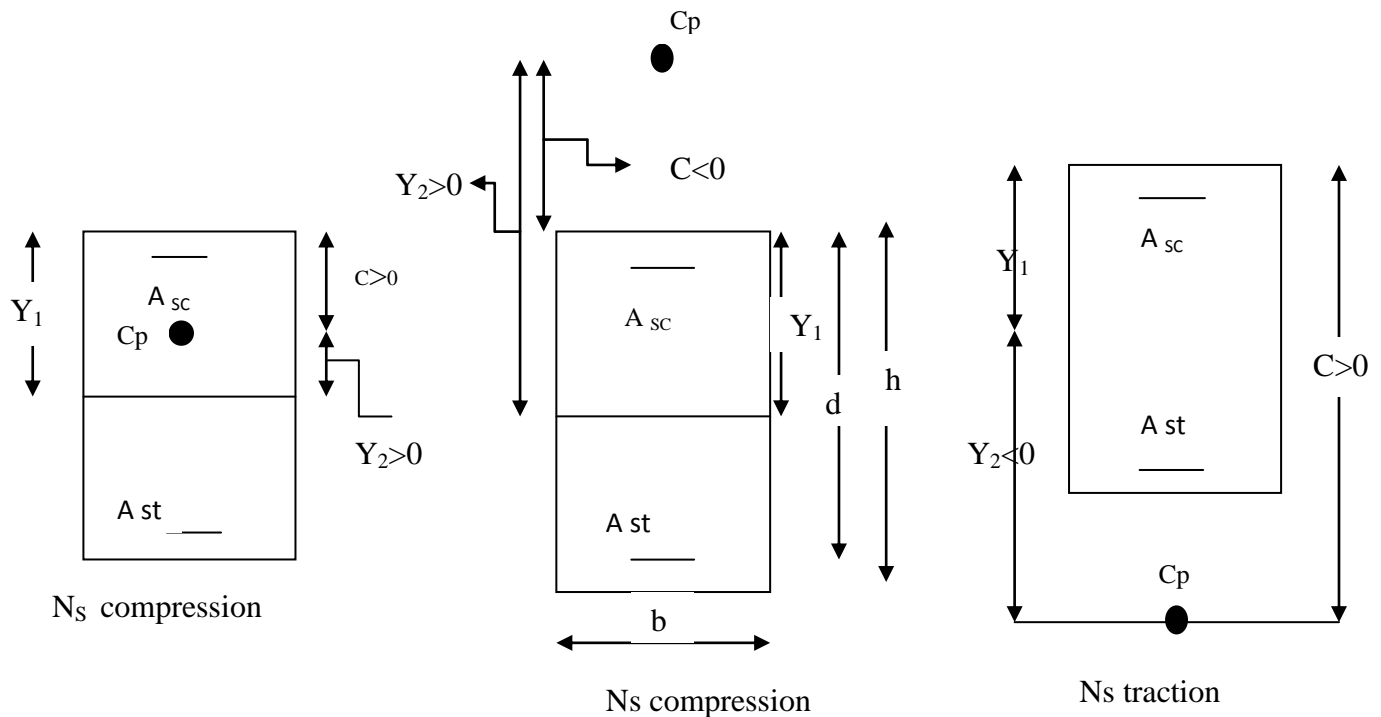 Cp
C<0
Y₂>0
C>0
A sc
Y₁
Cp
Y₂>0
A st
N_S compression
A sc
Y₁
d
h
A st
b
Ns compression
Y₁
A sc
C>0
A st
Y₂<0
Cp
Ns traction